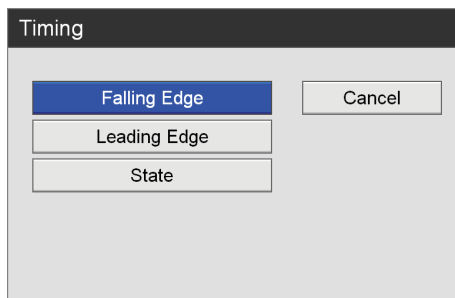 Timing
Falling Edge
Cancel
Leading Edge
State